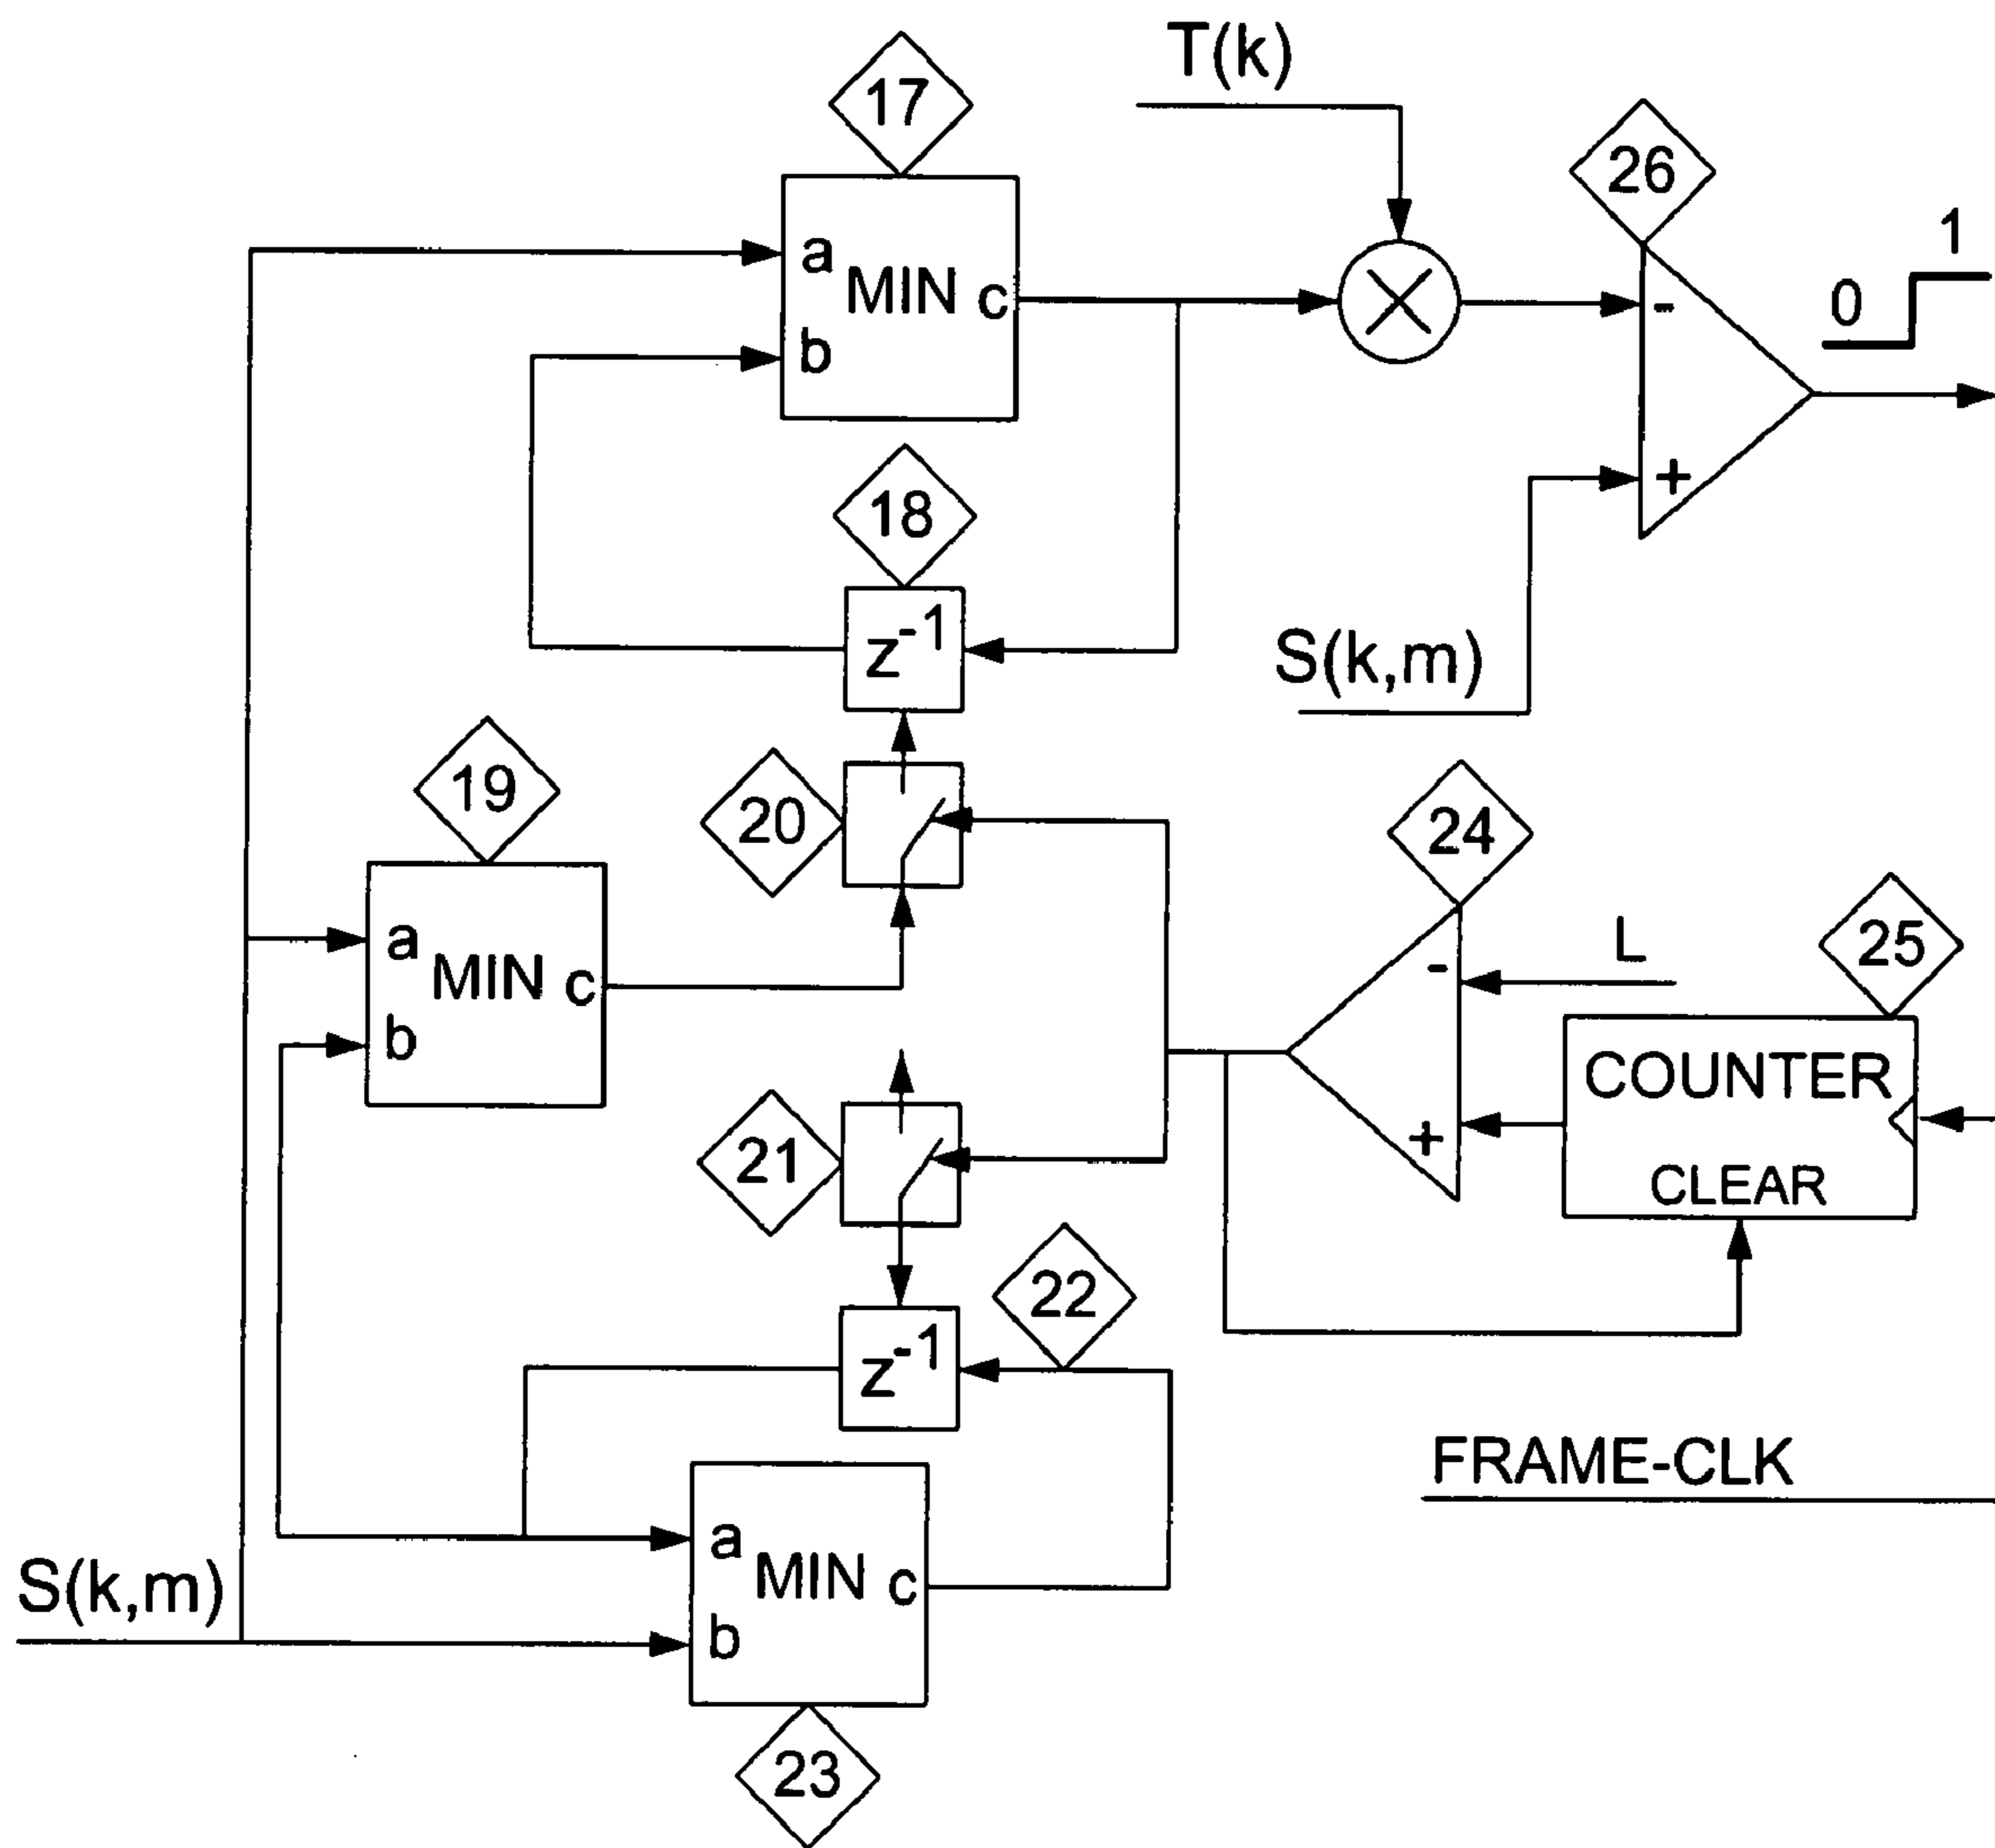 T(k)
17
26
1
a
MIN
c
0
-
b
+
18
z-1
S(k,m)
19
20
24
a
MIN
c
b
L
25
-
COUNTER
+
CLEAR
21
22
z-1
FRAME-CLK
a
MIN
c
S(k,m)
b
23